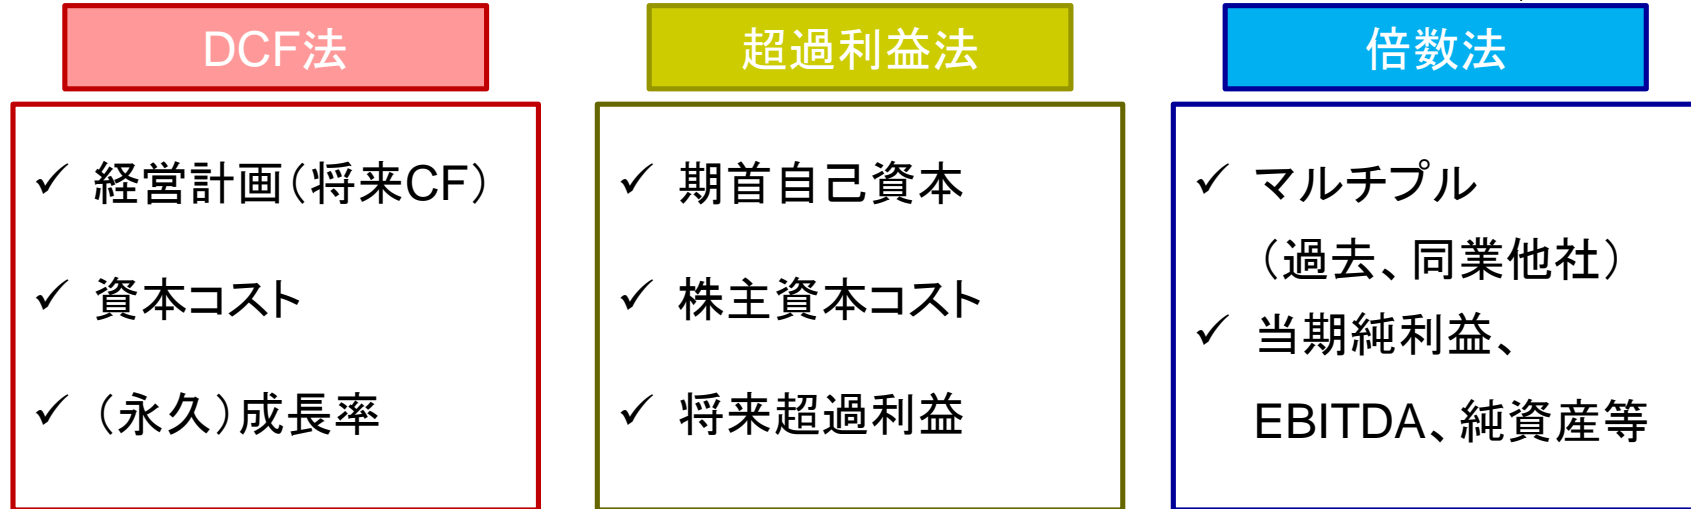 DCF法
✓ 経営計画(将来CF)
✓ 資本コスト
✓ (永久)成長率
超過利益法
✓ 期首自己資本
✓ 株主資本コスト
✓ 将来超過利益
倍数法
✓ マルチプル
(過去、同業他社)
✓ 当期純利益、
EBITDA、純資産等